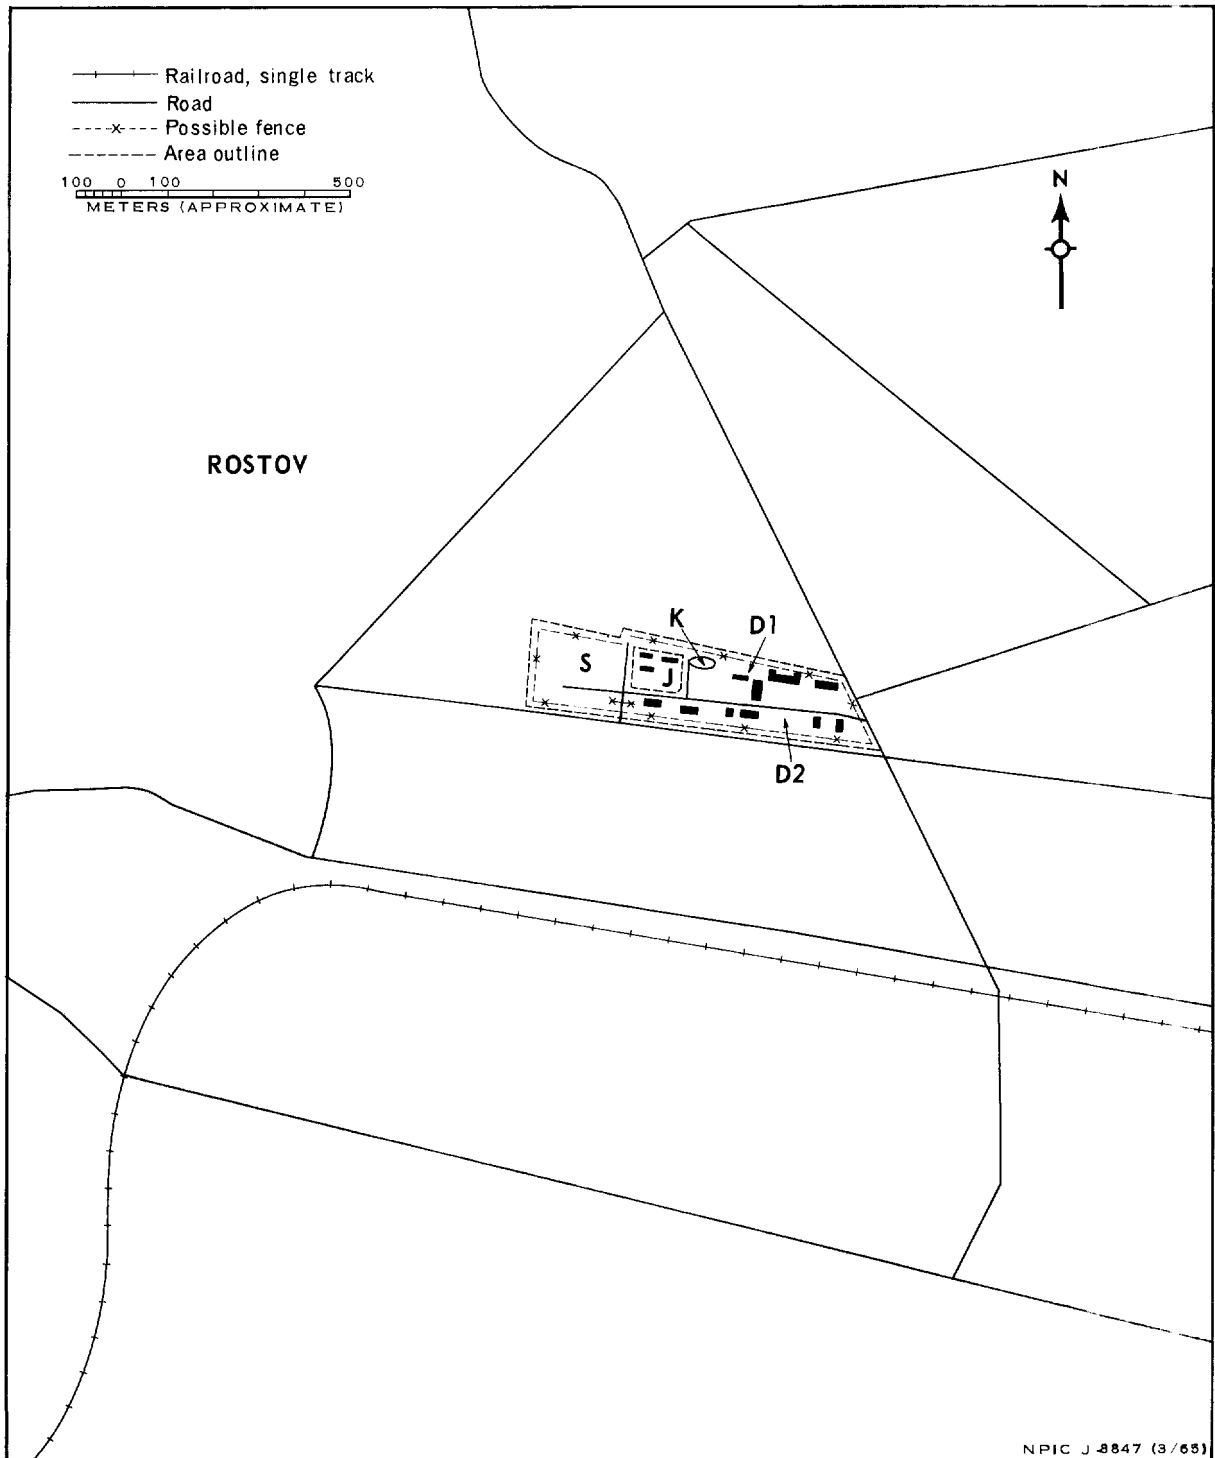 Railroad, single track
Road
Possible fence
Area outline
100 0 100 500
METERS (APPROXIMATE)
N
ROSTOV
K
D1
S
J
D2
NPIC J-8847 (3/65)